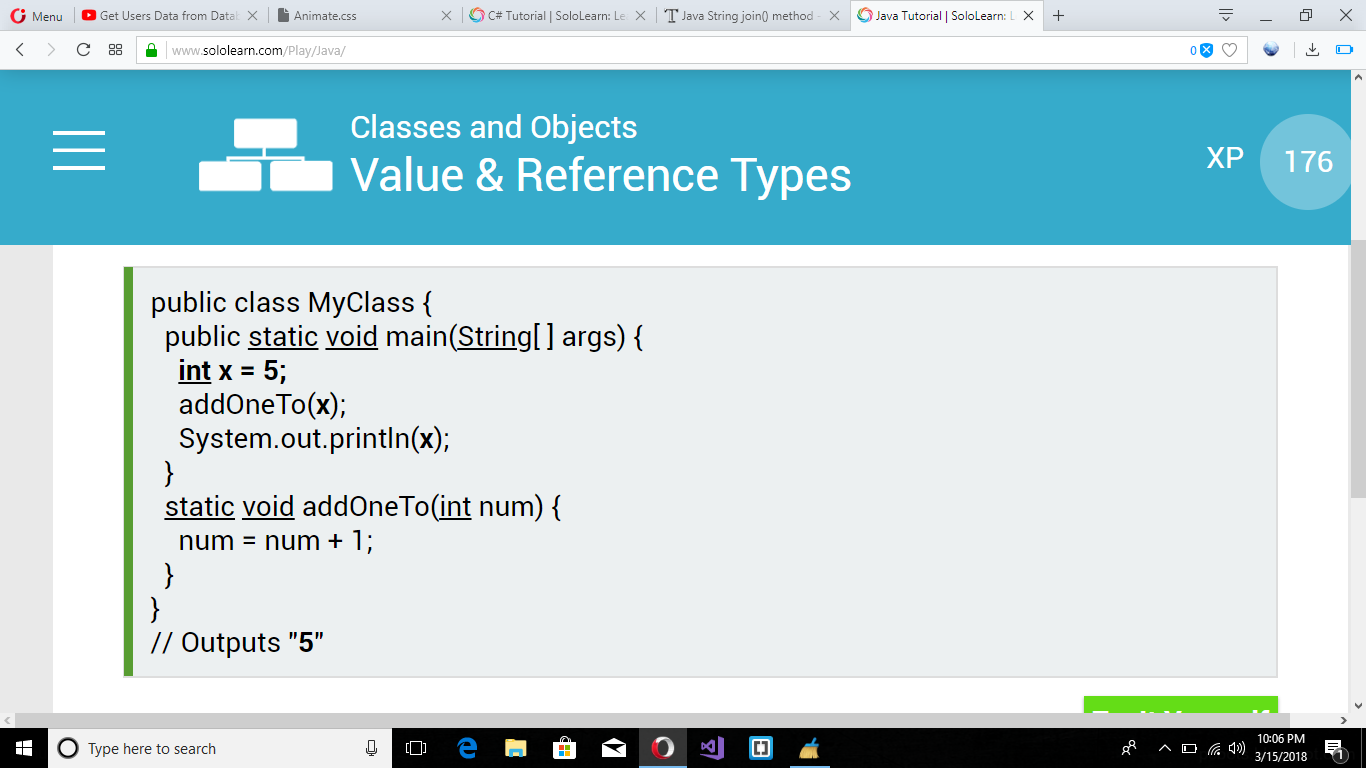 Menu
Get Users Data from Datab
Animate.css
C# Tutorial | SoloLearn: Le
Java String join() method -
Java Tutorial | SoloLearn: L
www.sololearn.com/Play/Java/
0
Classes and Objects
Value & Reference Types
XP 176
public class MyClass {
public static void main(String[ ] args) {
int x = 5;
addOneTo(x);
System.out.println(x);
}
static void addOneTo(int num) {
num = num + 1;
}
}
// Outputs "5"
Type here to search
10:06 PM
3/15/2018
1